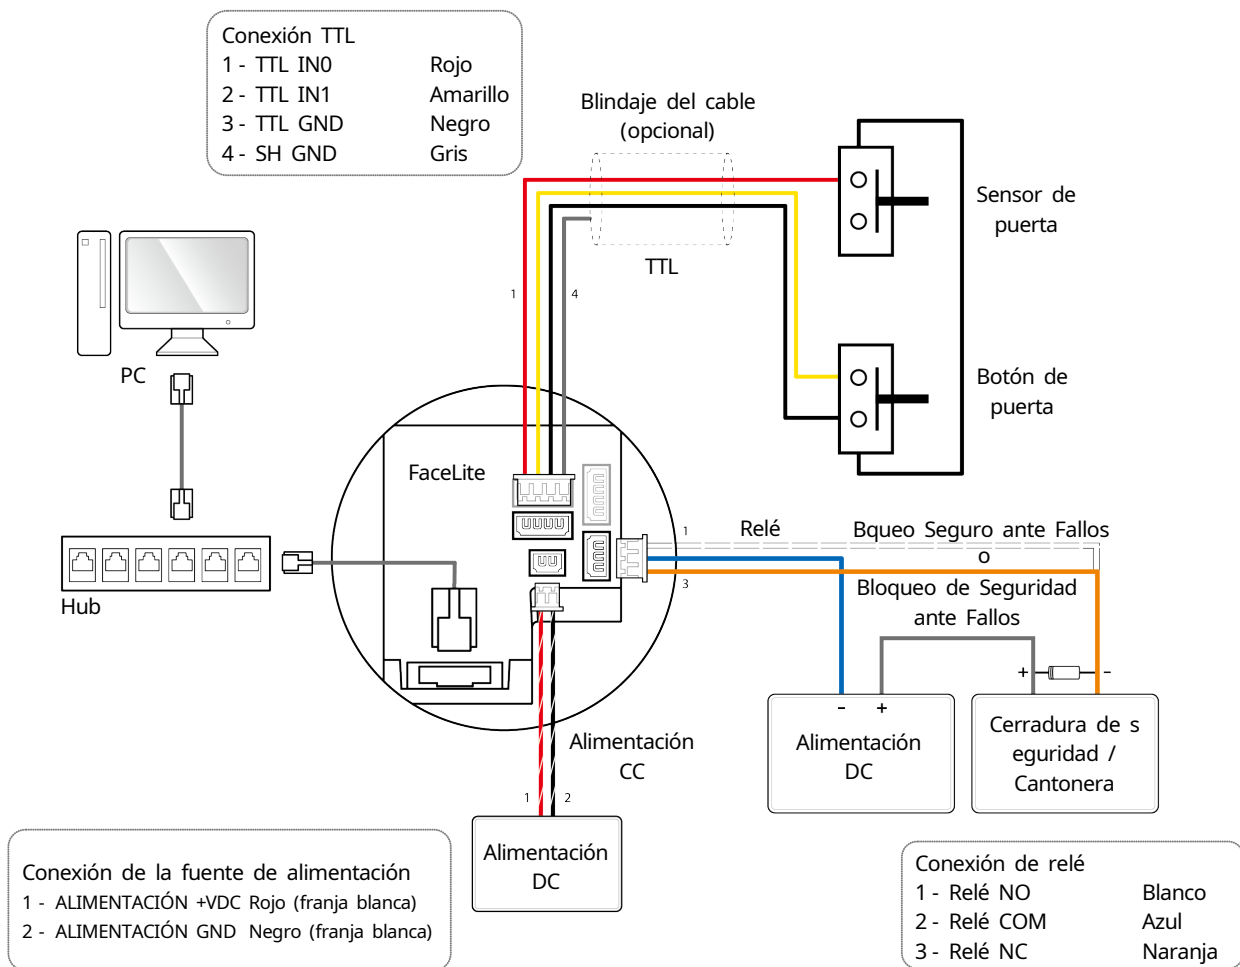 Conexión TTL
1 - TTL IN0 Rojo
2 - TTL IN1 Amarillo
3 - TTL GND Negro
4 - SH GND Gris
Blindaje del cable
(opcional)
Sensor de
puerta
TTL
1
4
PC
Botón de
puerta
FaceLite
1
Relé
Bqueo Seguro ante Fallos
o
3
Bloqueo de Seguridad
ante Fallos
Hub
+
-
-
+
Alimentación
DC
Cerradura de s
eguridad /
Cantonera
Alimentación
CC
1
2
Alimentación
DC
Conexión de la fuente de alimentación
1 - ALIMENTACIÓN +VDC Rojo (franja blanca)
2 - ALIMENTACIÓN GND Negro (franja blanca)
Conexión de relé
1 - Relé NO Blanco
2 - Relé COM Azul
3 - Relé NC Naranja